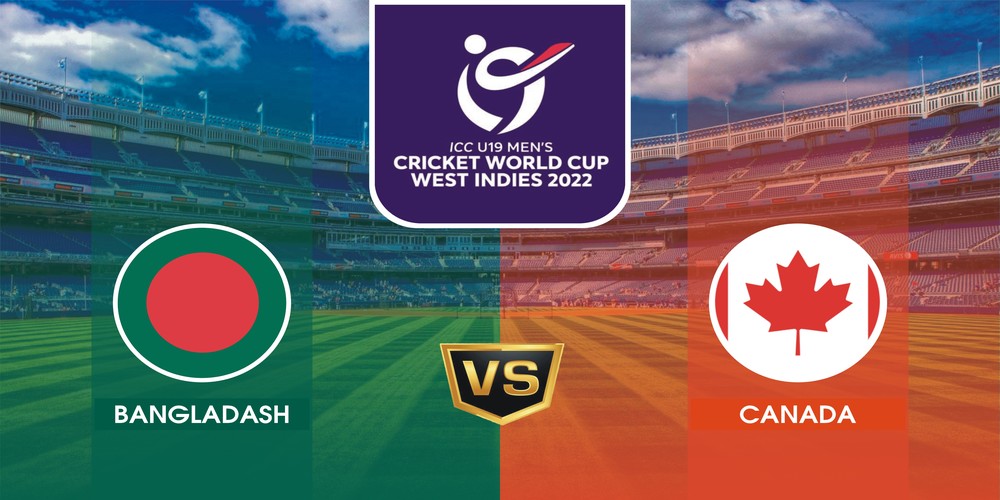 ICC U19 MEN'S
CRICKET WORLD CUP
WEST INDIES 2022
VS
BANGLADASH
CANADA